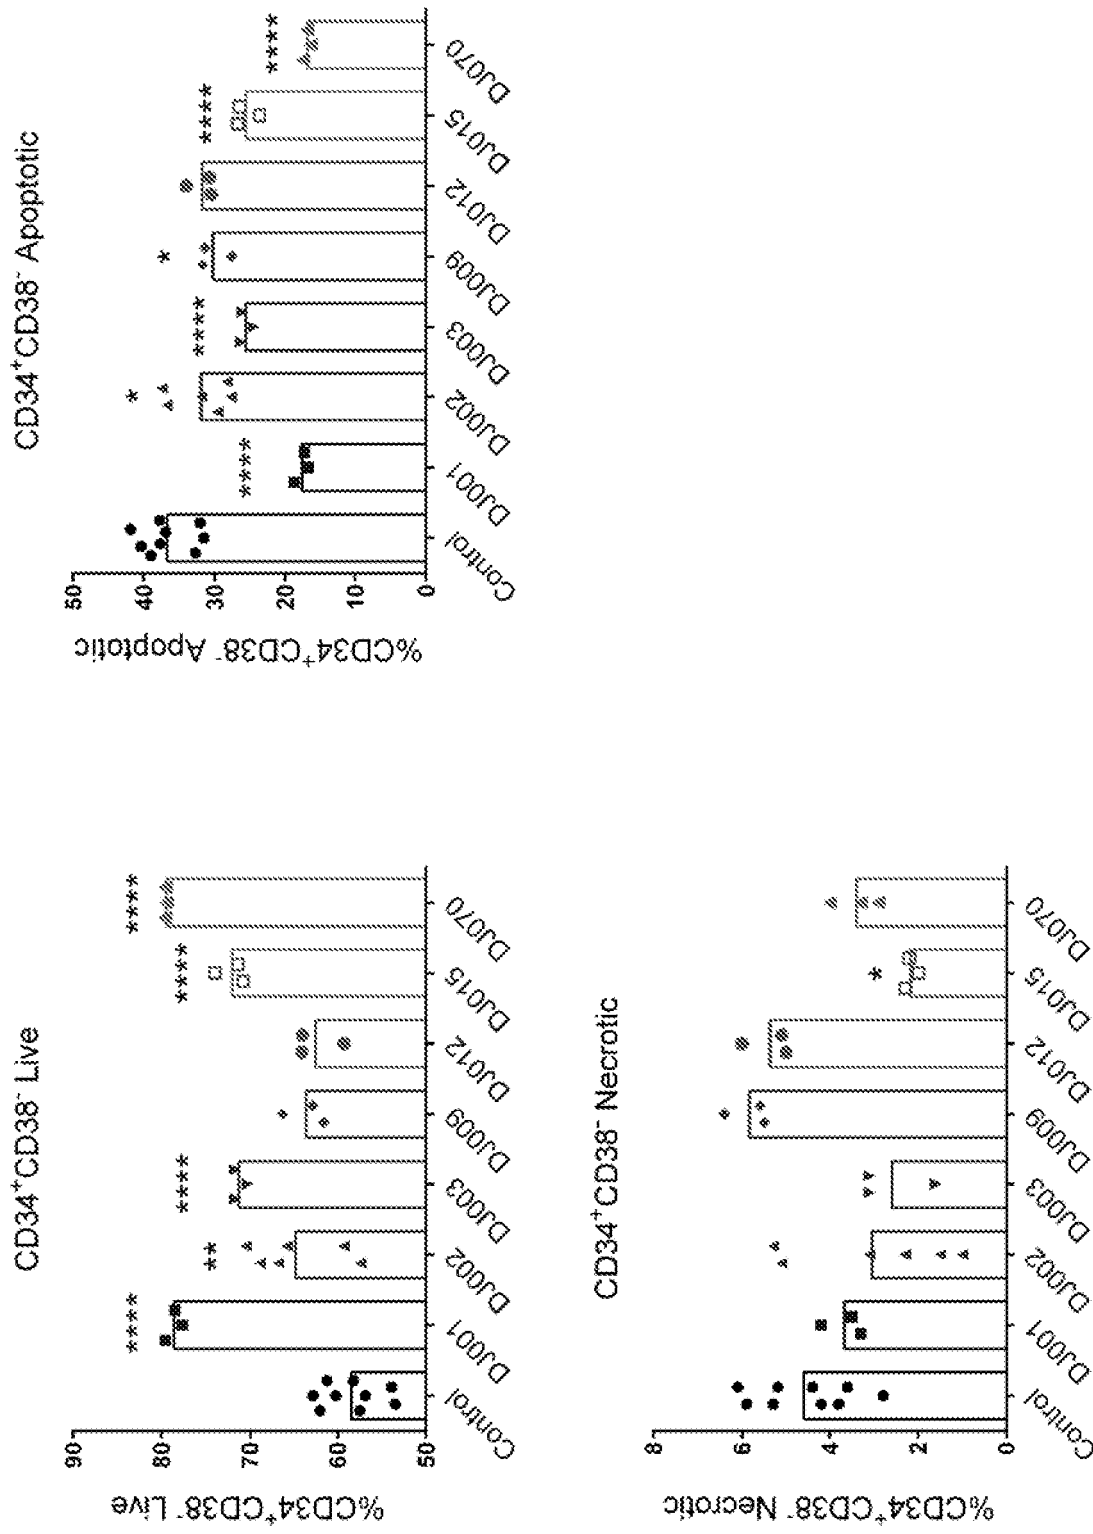 CD34⁺CD38⁻ Live
%CD34⁺CD38⁻ Live
90
80
70
60
50
****
**
****
****
****
Control
DJ001
DJ002
DJ003
DJ009
DJ012
DJ015
DJ070
CD34⁺CD38⁻ Apoptotic
%CD34⁺CD38⁻ Apoptotic
50
40
30
20
10
0
****
*
****
*
****
****
Control
DJ001
DJ002
DJ003
DJ009
DJ012
DJ015
DJ070
CD34⁺CD38⁻ Necrotic
%CD34⁺CD38⁻ Necrotic
8
6
4
2
0
*
Control
DJ001
DJ002
DJ003
DJ009
DJ012
DJ015
DJ070